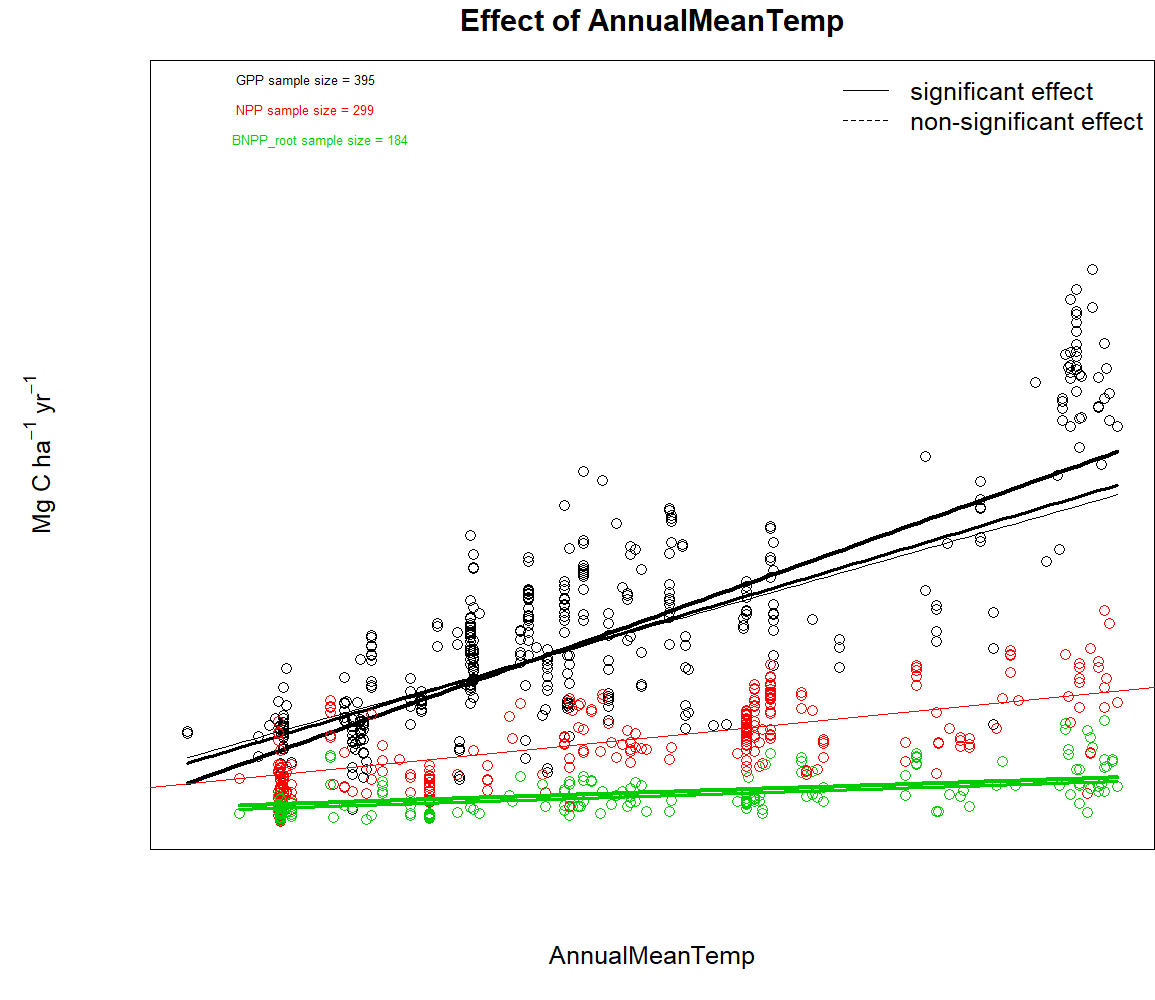 Effect of AnnualMeanTemp
GPP sample size = 395
NPP sample size = 299
BNPP_root sample size = 184
significant effect
non-significant effect
Mg C ha⁻¹ yr⁻¹
AnnualMeanTemp